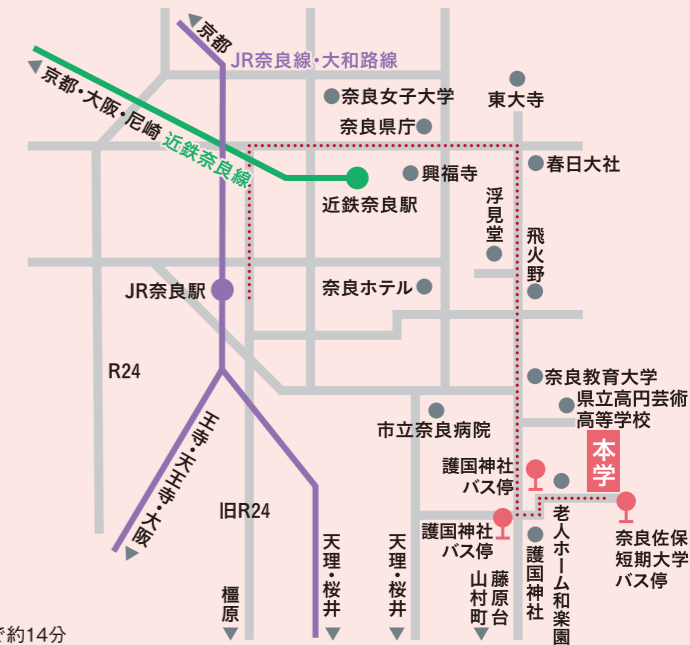 京都
JR奈良線・大和路線
京都・大阪・尼崎
近鉄奈良線
奈良女子大学
東大寺
奈良県庁
春日大社
興福寺
近鉄奈良駅
浮見堂
飛火野
JR奈良駅
奈良ホテル
R24
奈良教育大学
県立高円芸術
高等学校
市立奈良病院
本学
王寺・天王寺・大阪
護国神社
バス停
旧R24
護国神社
バス停
老人ホーム和楽園
護国神社
奈良佐保
短期大学
バス停
橿原
天理・桜井
天理・桜井
藤原台
山村町
で約14分